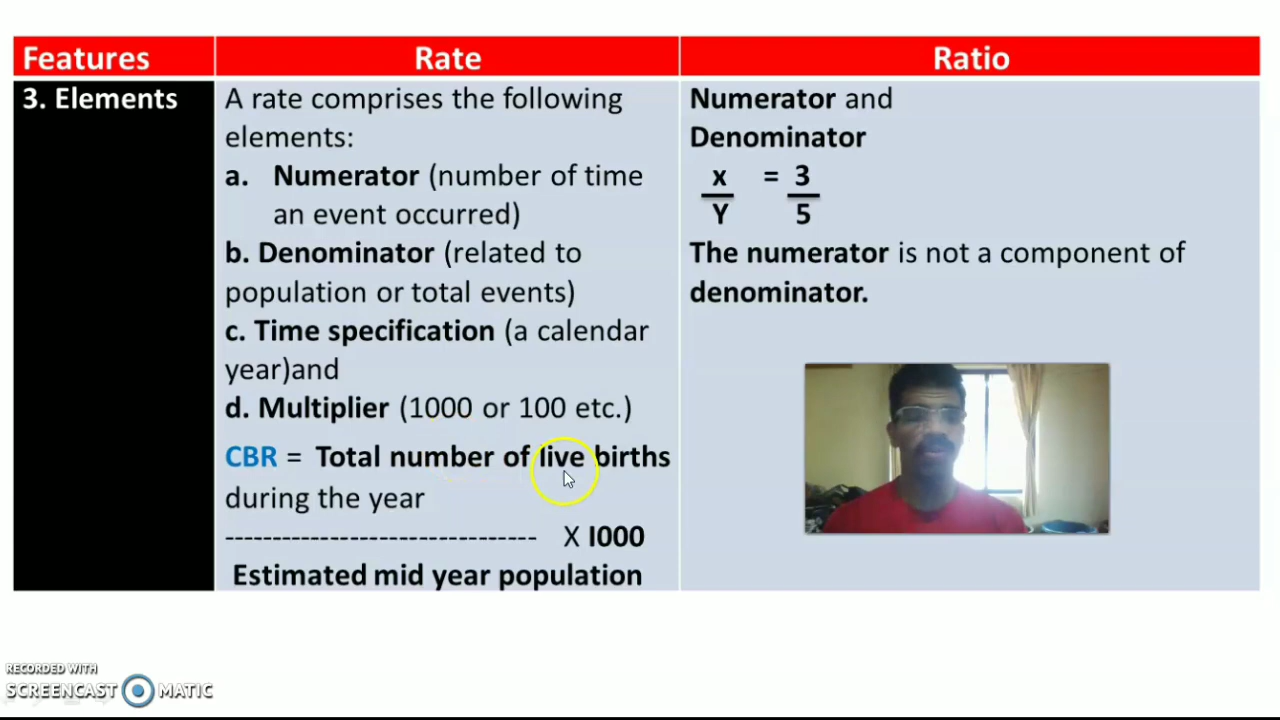 Features
Rate
Ratio
3. Elements
A rate comprises the following
elements:
a. Numerator (number of time
an event occurred)
b. Denominator (related to
population or total events)
c. Time specification (a calendar
year)and
d. Multiplier (1000 or 100 etc.)
CBR = Total number of live births
during the year
------------------------------- X I000
Estimated mid year population
Numerator and
Denominator
x = 3
Y 5
The numerator is not a component of
denominator.
RECORDED WITH
SCREENCAST MATIC